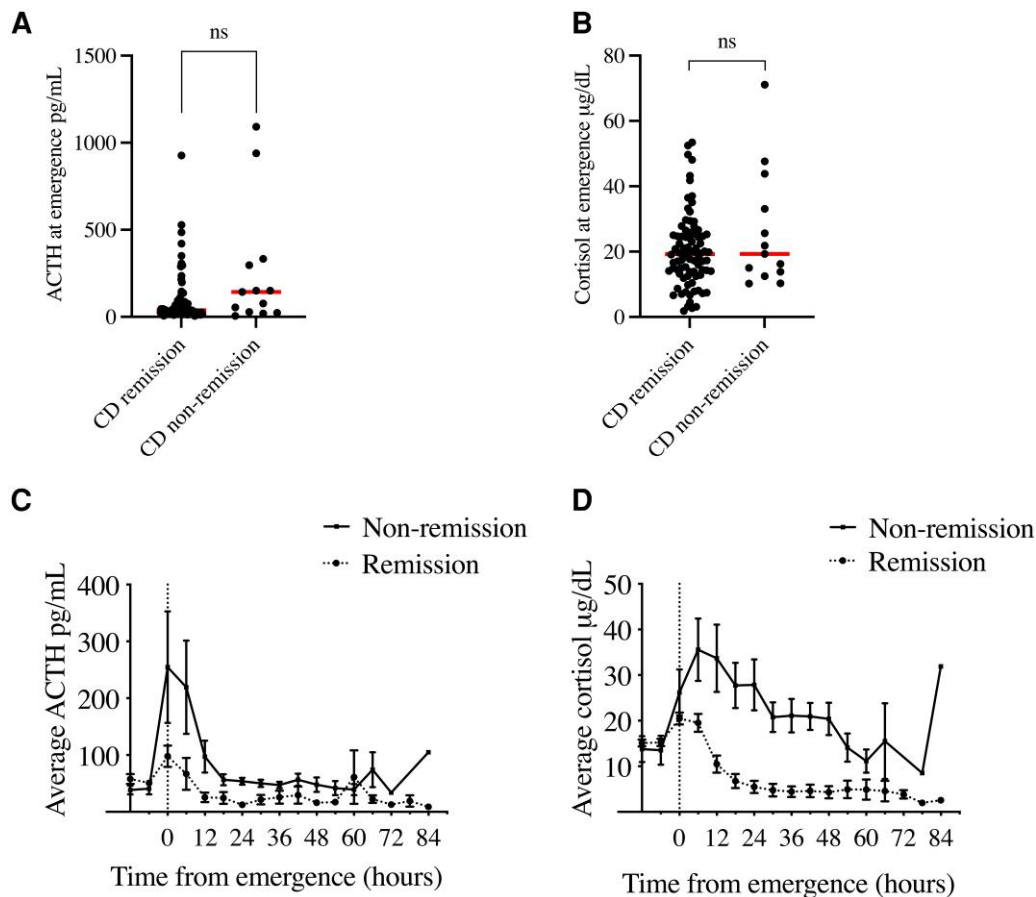 A
ns
ACTH at emergence pg/mL
1500
1000
500
0
CD remission
CD non-remission
B
ns
Cortisol at emergence µg/dL
80
60
40
20
0
CD remission
CD non-remission
C
Non-remission
Remission
Average ACTH pg/mL
400
300
200
100
0 12 24 36 48 60 72 84
Time from emergence (hours)
D
Non-remission
Remission
Average cortisol µg/dL
50
40
30
20
10
0 12 24 36 48 60 72 84
Time from emergence (hours)